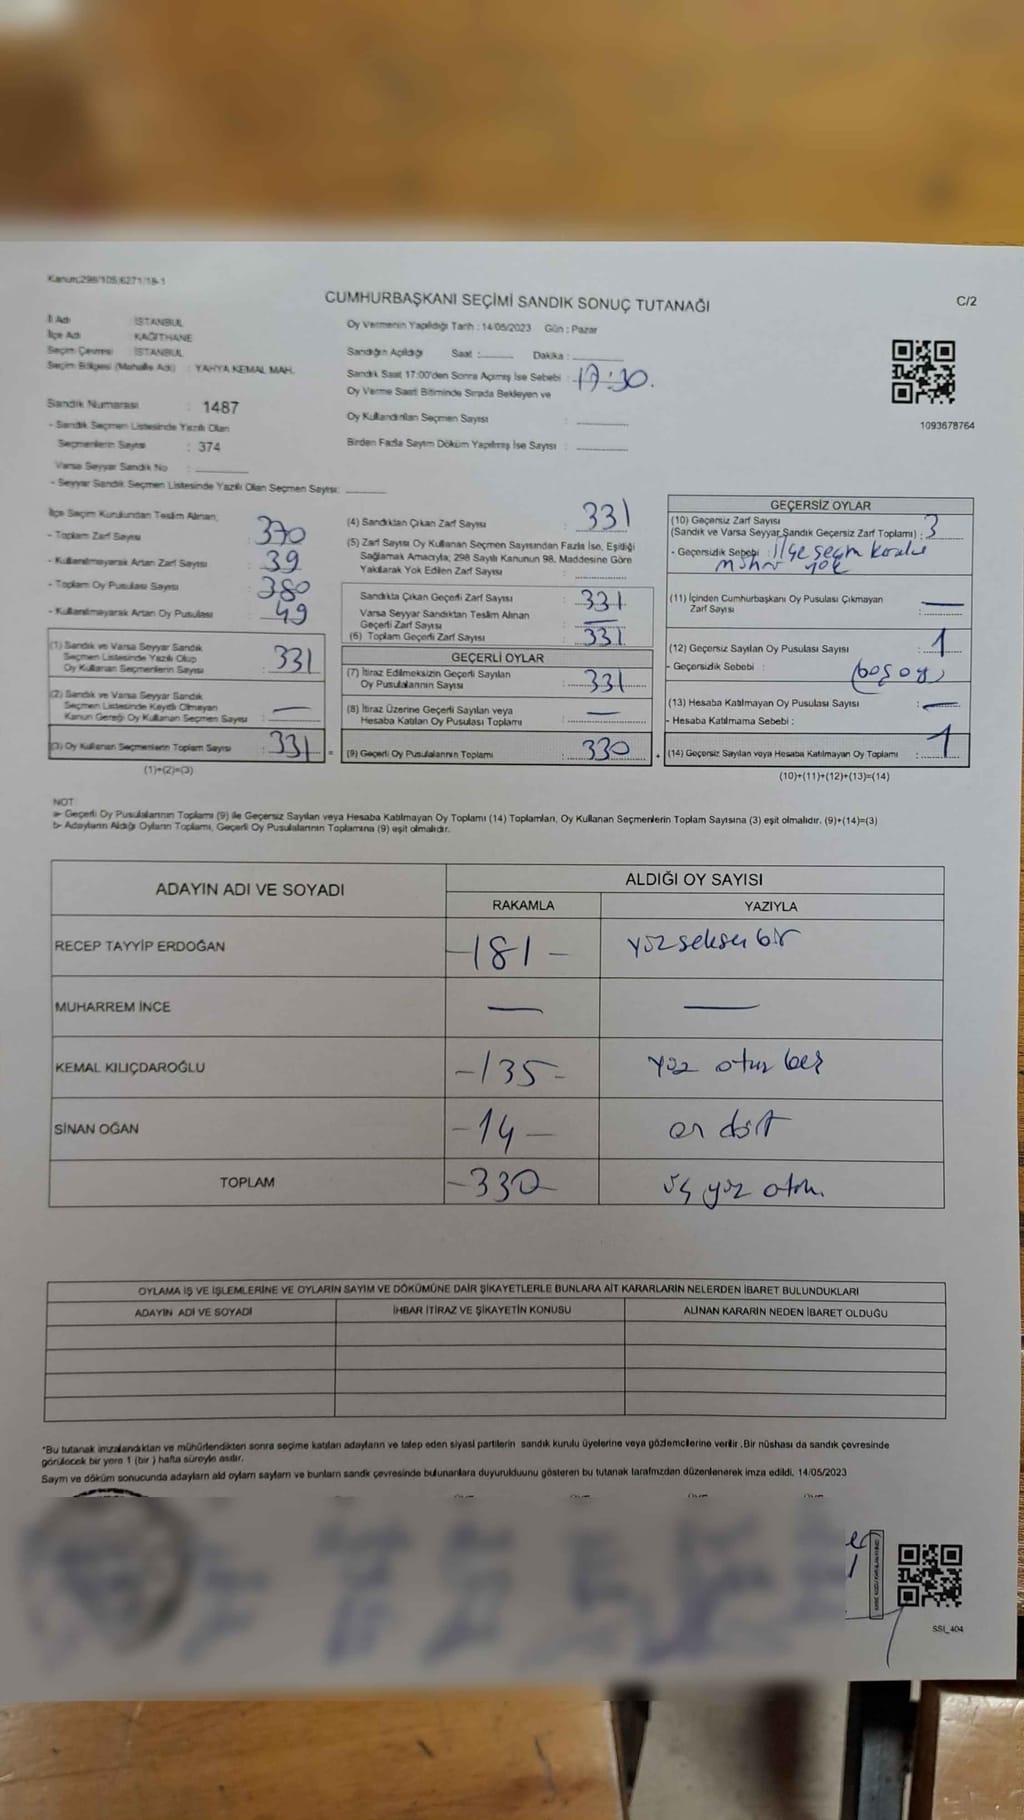 Kanun:298/105,6271/18-1
CUMHURBAŞKANI SEÇİMİ SANDIK SONUÇ TUTANAĞI
C/2
İl Adı : İSTANBUL
İlçe Adı : KAĞITHANE
Seçim Çevresi : İSTANBUL
Seçim Bölgesi (Mahalle Adı) : YAHYA KEMAL MAH.
Sandık Numarası : 1487
- Sandık Seçmen Listesinde Yazılı Olan
Seçmenlerin Sayısı : 374
Varsa Seyyar Sandık No :
- Seyyar Sandık Seçmen Listesinde Yazılı Olan Seçmen Sayısı:
Oy Vermenin Yapıldığı Tarih : 14/05/2023 Gün : Pazar
Sandığın Açıldığı Saat : Dakika :
Sandık Saat 17:00'den Sonra Açılmış İse Sebebi : 17:30.
Oy Verme Saati Bitiminde Sırada Bekleyen ve
Oy Kullandırılan Seçmen Sayısı :
Birden Fazla Sayım Döküm Yapılmış İse Sayısı :
1093678764
İlçe Seçim Kurulundan Teslim Alınan;
- Toplam Zarf Sayısı : 370
- Kullanılmayarak Artan Zarf Sayısı : 39
- Toplam Oy Pusulası Sayısı : 380
- Kullanılmayarak Artan Oy Pusulası : 49
(1) Sandık ve Varsa Seyyar Sandık
Seçmen Listesinde Yazılı Olup
Oy Kullanan Seçmenlerin Sayısı : 331
(2) Sandık ve Varsa Seyyar Sandık
Seçmen Listesinde Kayıtlı Olmayan
Kanun Gereği Oy Kullanan Seçmen Sayısı : —
(3) Oy Kullanan Seçmenlerin Toplam Sayısı : 331 =
(1)+(2)=(3)
(4) Sandıktan Çıkan Zarf Sayısı : 331
(5) Zarf Sayısı Oy Kullanan Seçmen Sayısından Fazla İse, Eşitliği
Sağlamak Amacıyla, 298 Sayılı Kanunun 98. Maddesine Göre
Yakılarak Yok Edilen Zarf Sayısı :
Sandıkta Çıkan Geçerli Zarf Sayısı : 331
Varsa Seyyar Sandıktan Teslim Alınan
Geçerli Zarf Sayısı : —
(6) Toplam Geçerli Zarf Sayısı : 331
GEÇERLİ OYLAR
(7) İtiraz Edilmeksizin Geçerli Sayılan
Oy Pusulalarının Sayısı : 331
(8) İtiraz Üzerine Geçerli Sayılan veya
Hesaba Katılan Oy Pusulası Toplamı : —
(9) Geçerli Oy Pusulalarının Toplamı : 330 +
GEÇERSİZ OYLAR
(10) Geçersiz Zarf Sayısı
(Sandık ve Varsa Seyyar Sandık Geçersiz Zarf Toplamı) : 3
- Geçersizlik Sebebi : İlçe seçim kurulu
mührü yok
(11) İçinden Cumhurbaşkanı Oy Pusulası Çıkmayan
Zarf Sayısı : —
(12) Geçersiz Sayılan Oy Pusulası Sayısı : 1
- Geçersizlik Sebebi : (boş oy)
(13) Hesaba Katılmayan Oy Pusulası Sayısı : —
- Hesaba Katılmama Sebebi :
(14) Geçersiz Sayılan veya Hesaba Katılmayan Oy Toplamı : 1
(10)+(11)+(12)+(13)=(14)
NOT
a- Geçerli Oy Pusulalarının Toplamı (9) ile Geçersiz Sayılan veya Hesaba Katılmayan Oy Toplamı (14) Toplamları, Oy Kullanan Seçmenlerin Toplam Sayısına (3) eşit olmalıdır. (9)+(14)=(3)
b- Adayların Aldığı Oyların Toplamı, Geçerli Oy Pusulalarının Toplamına (9) eşit olmalıdır.
ADAYIN ADI VE SOYADI
ALDIĞI OY SAYISI
RAKAMLA YAZIYLA
RECEP TAYYİP ERDOĞAN -181- yüzseksen bir
MUHARREM İNCE — —
KEMAL KILIÇDAROĞLU -135- yüz otuz beş
SİNAN OĞAN -14- on dört
TOPLAM -330- üç yüz otuz.
OYLAMA İŞ VE İŞLEMLERİNE VE OYLARIN SAYIM VE DÖKÜMÜNE DAİR ŞİKAYETLERLE BUNLARA AİT KARARLARIN NELERDEN İBARET BULUNDUKLARI
ADAYIN ADI VE SOYADI İHBAR İTİRAZ VE ŞİKAYETİN KONUSU ALINAN KARARIN NEDEN İBARET OLDUĞU
*Bu tutanak imzalandıktan ve mühürlendikten sonra seçime katılan adayların ve talep eden siyasi partilerin sandık kurulu üyelerine veya gözlemcilerine verilir. Bir nüshası da sandık çevresinde
görülecek bir yere 1 (bir ) hafta süreyle asılır.
Sayım ve döküm sonucunda adayların aldı oyların sayıların ve bunların sandık çevresinde bulunanlara duyurulduunu gösteren bu tutanak tarafımzdan düzenlenerek imza edildi. 14/05/2023
SSI_404